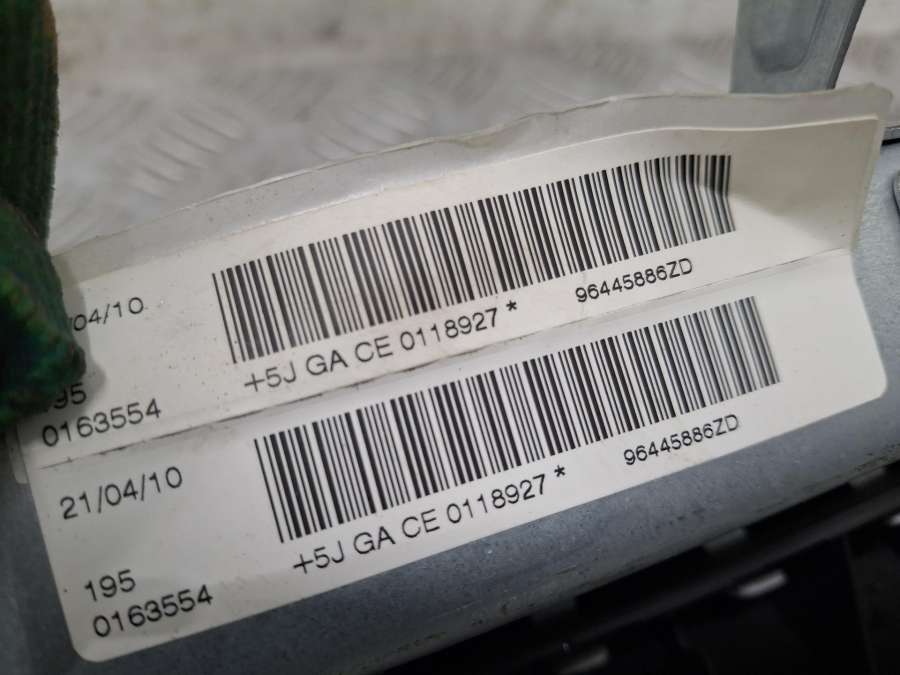 /04/10
+5J GA CE 0118927 *
96445886ZD
195
0163554
21/04/10
+5J GA CE 0118927 *
96445886ZD
195
0163554